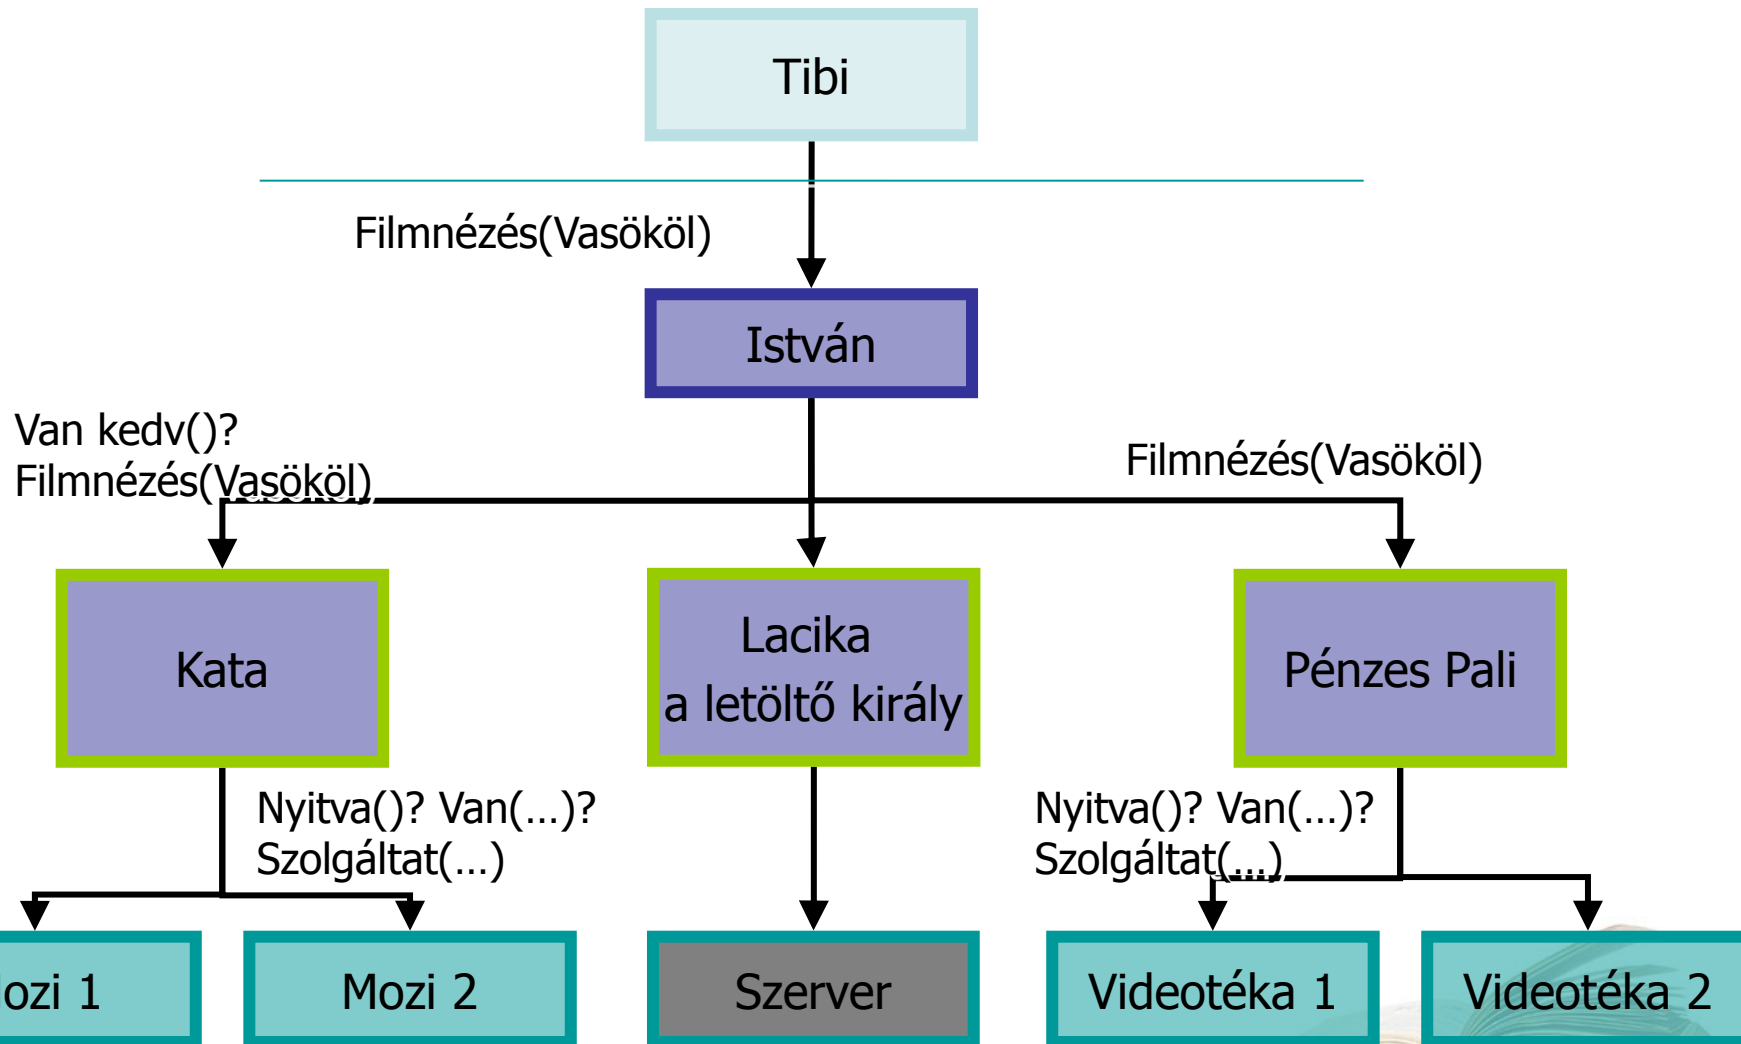 Tibi
Filmnézés(Vasököl)
István
Van kedv()?
Filmnézés(Vasököl)
Filmnézés(Vasököl)
Kata
Lacika
a letöltő király
Pénzes Pali
Nyitva()? Van(...)?
Szolgáltat(...)
Nyitva()? Van(...)?
Szolgáltat(...)
ozi 1
Mozi 2
Szerver
Videotéka 1
Videotéka 2